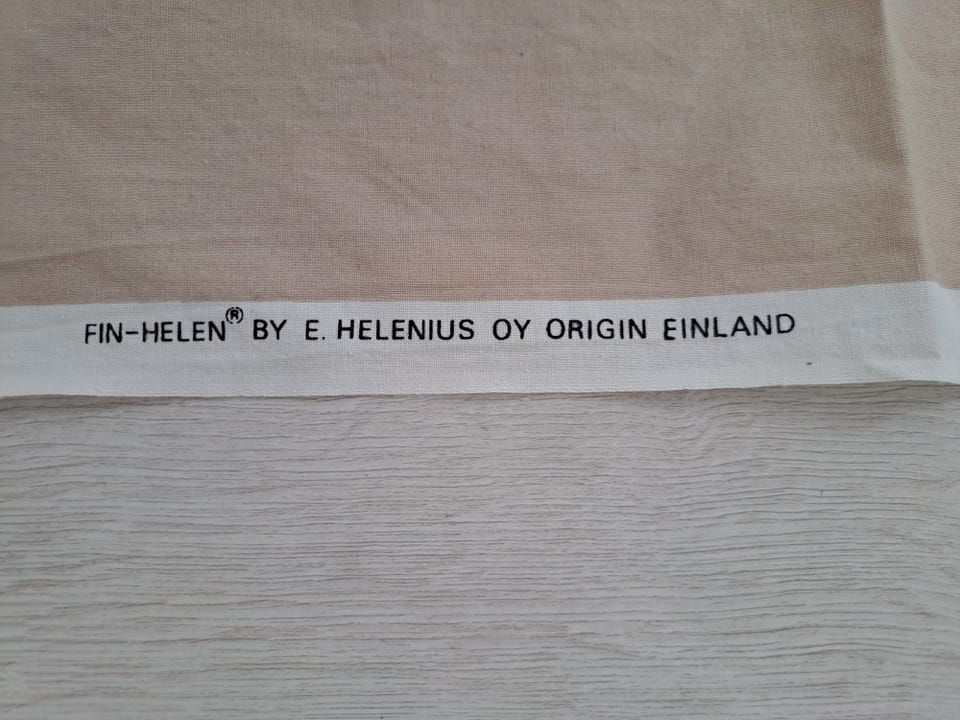 FIN-HELEN® BY E. HELENIUS OY ORIGIN EINLAND